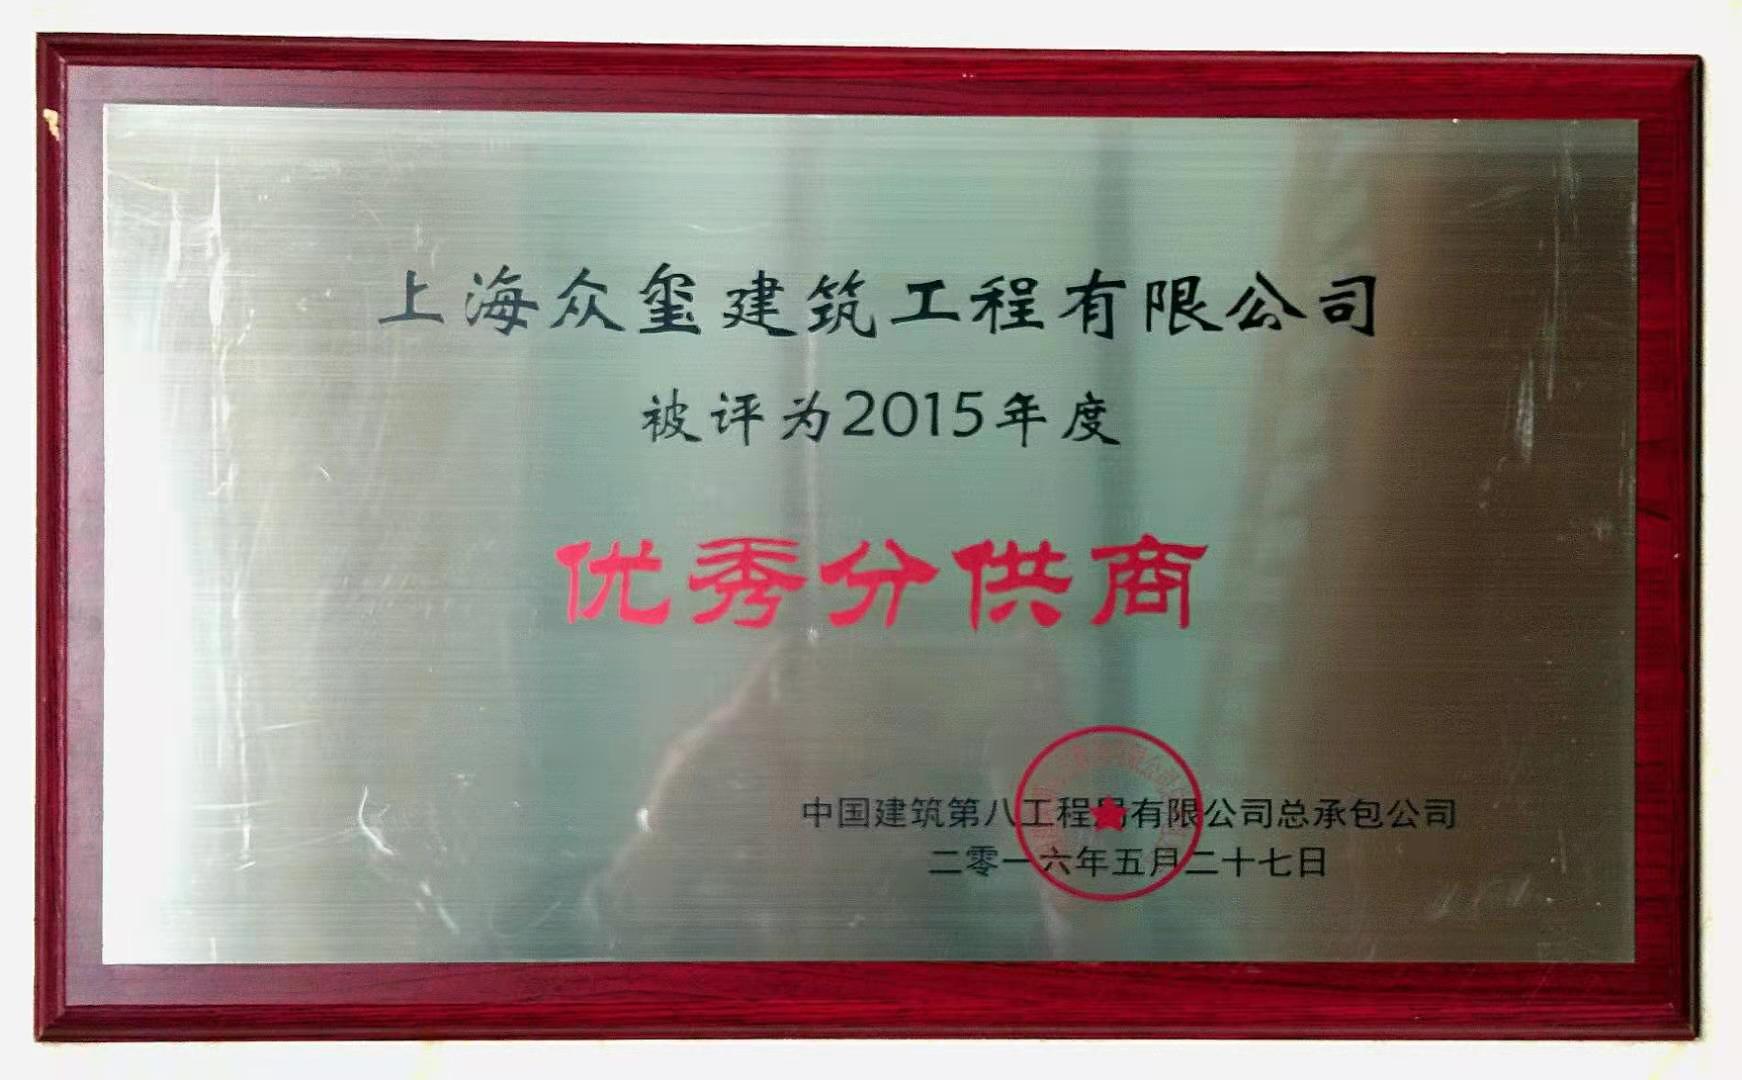 上海众玺建筑工程有限公司
被评为2015年度
优秀分供商
中国建筑第八工程局有限公司总承包公司
二零一六年五月二十七日